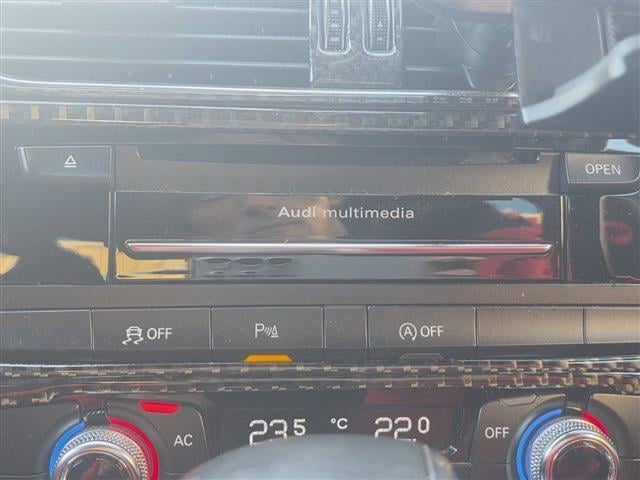 OPEN
Audi multimedia
OFF
P
A OFF
AC
23.5 °C 22.0
OFF